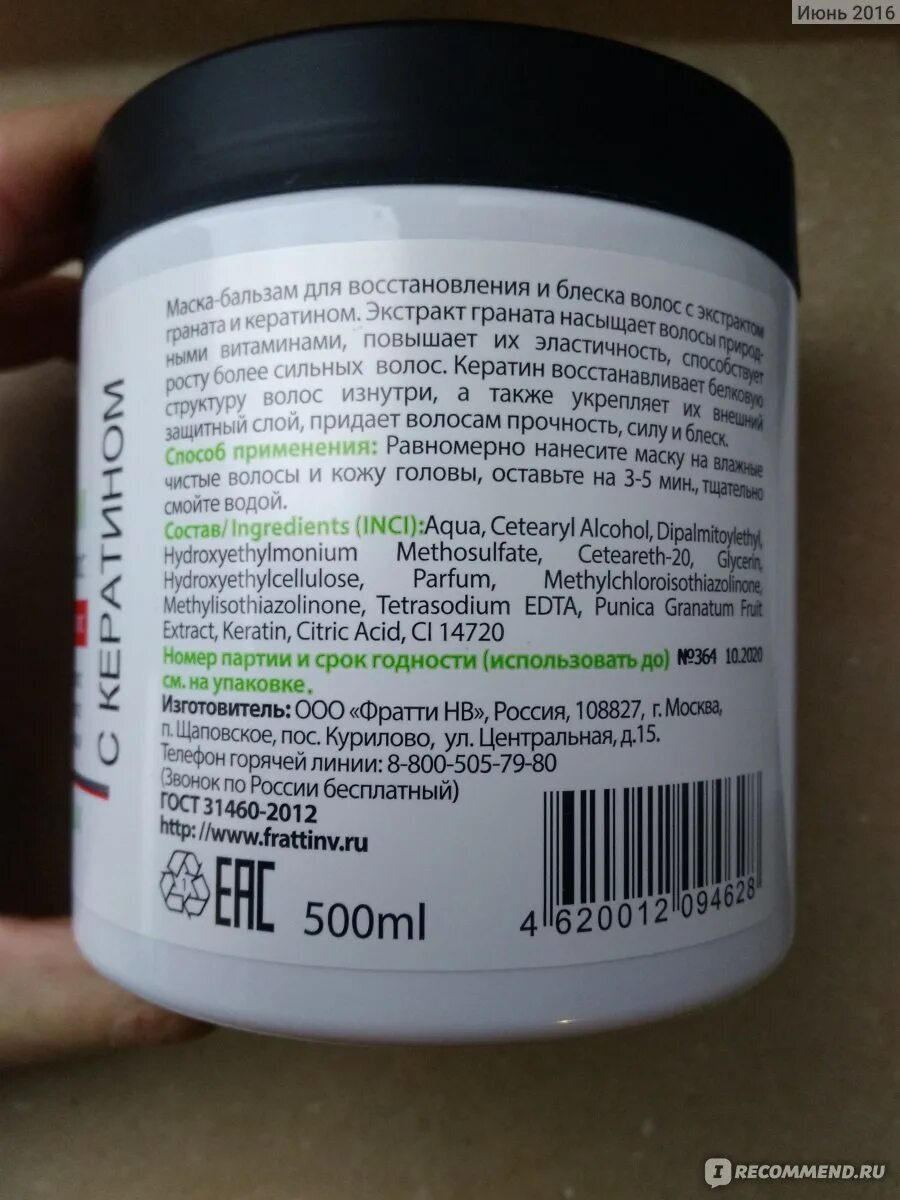 Июнь 2016
Маска-бальзам для восстановления и блеска волос с экстрактом
граната и кератином. Экстракт граната насыщает волосы природ-
ными витаминами, повышает их эластичность, способствует
росту более сильных волос. Кератин восстанавливает белковую
структуру волос изнутри, а также укрепляет их внешний
защитный слой, придает волосам прочность, силу и блеск.
Способ применения: Равномерно нанесите маску на влажные
чистые волосы и кожу головы, оставьте на 3-5 мин., тщательно
смойте водой.
Состав/ Ingredients (INCI):Aqua, Cetearyl Alcohol, Dipalmitoylethyl
Hydroxyethylmonium Methosulfate, Ceteareth-20, Glycerin,
Hydroxyethylcellulose, Parfum, Methylchloroisothiazolinone,
Methylisothiazolinone, Tetrasodium EDTA, Punica Granatum Fruit
Extract, Keratin, Citric Acid, CI 14720
Номер партии и срок годности (использовать до) №364 10.2020
см. на упаковке.
Изготовитель: ООО «Фратти НВ», Россия, 108827, г. Москва,
п. Щаповское, пос. Курилово, ул. Центральная, д.15.
Телефон горячей линии: 8-800-505-79-80
(Звонок по России бесплатный)
ГОСТ 31460-2012
http://www.frattinv.ru
1
EAC 500ml
4 620012 094628
С КЕРАТИНОМ
IRECOMMEND.RU